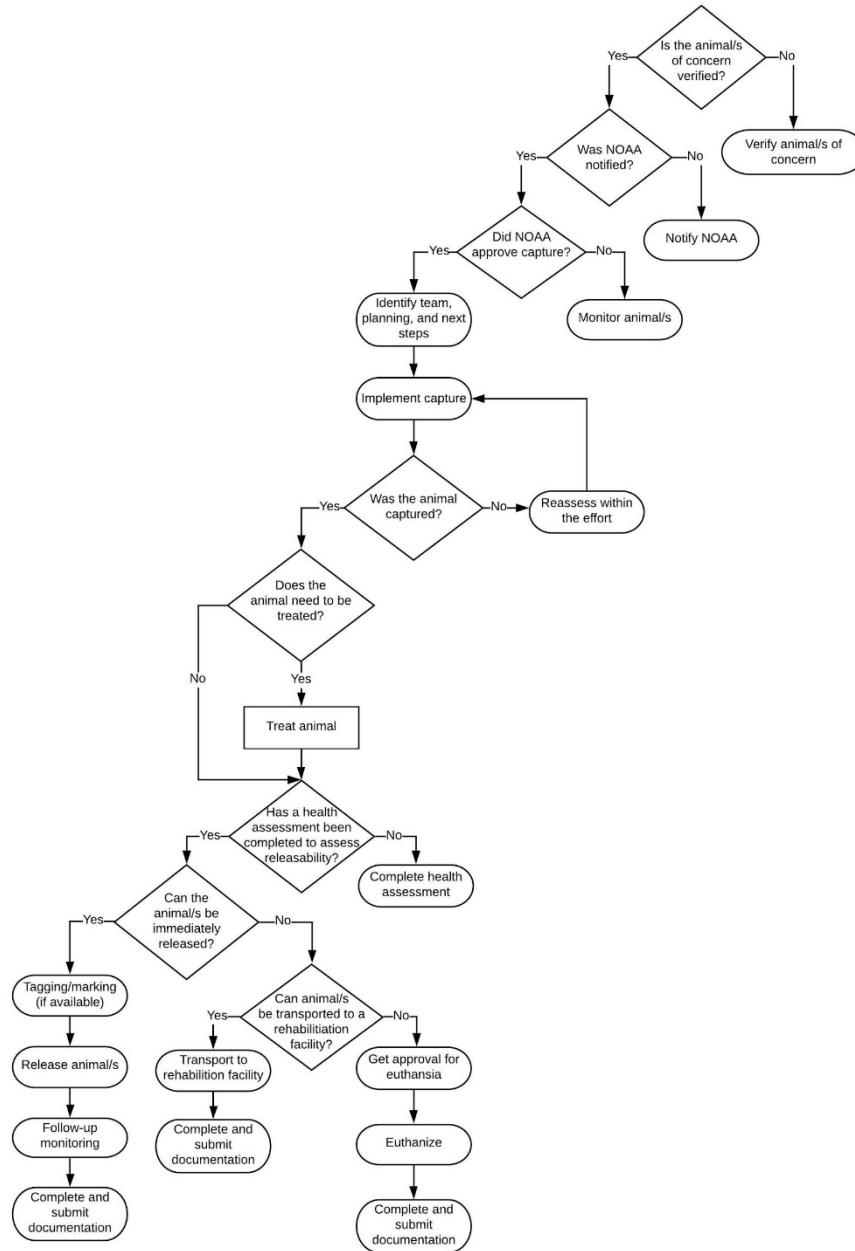 Is the animal/s
of concern
verified?
Yes
No
Verify animal/s of
concern
Was NOAA
notified?
Yes
No
Notify NOAA
Did NOAA
approve capture?
Yes
No
Monitor animal/s
Identify team,
planning, and next
steps
Implement capture
Was the animal
captured?
Yes
No
Reassess within
the effort
Does the
animal need to be
treated?
No
Yes
Treat animal
Has a health
assessment been
completed to assess
releasability?
Yes
No
Complete health
assessment
Can the
animal/s be
immediately
released?
Yes
No
Tagging/marking
(if available)
Release animal/s
Follow-up
monitoring
Complete and
submit
documentation
Can animal/s
be transported to a
rehabilitiation
facility?
Yes
No
Transport to
rehabilition facility
Complete and
submit
documentation
Get approval for
euthansia
Euthanize
Complete and
submit
documentation